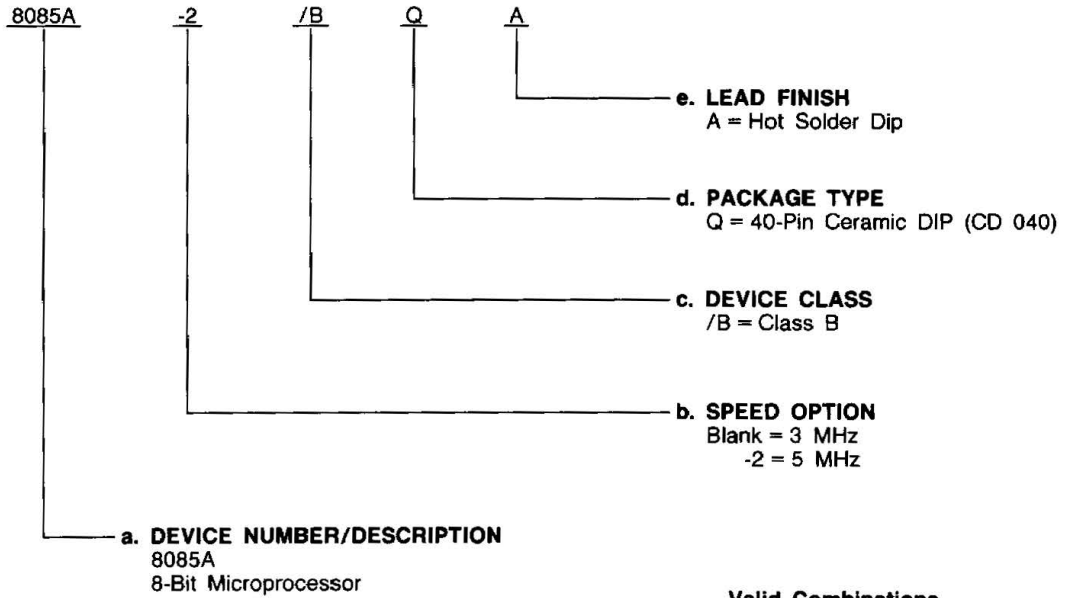 8085A -2 /B Q A
e. LEAD FINISH
A = Hot Solder Dip
d. PACKAGE TYPE
Q = 40-Pin Ceramic DIP (CD 040)
c. DEVICE CLASS
/B = Class B
b. SPEED OPTION
Blank = 3 MHz
-2 = 5 MHz
a. DEVICE NUMBER/DESCRIPTION
8085A
8-Bit Microprocessor
Valid Combinations